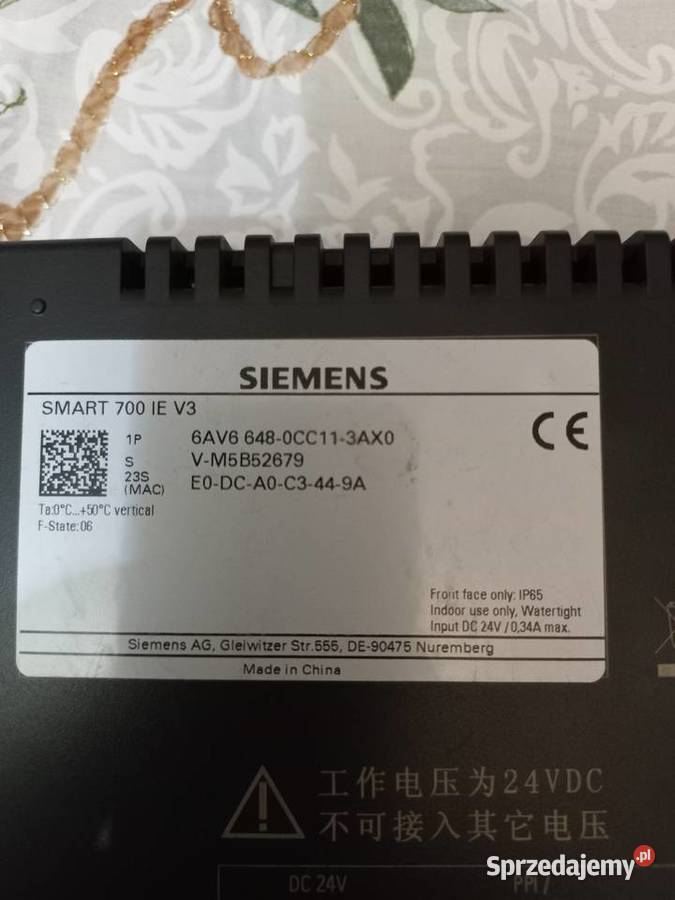 SIEMENS
SMART 700 IE V3
1P 6AV6 648-0CC11-3AX0
S V-M5B52679
23S (MAC) E0-DC-A0-C3-44-9A
Ta:0°C...+50°C vertical
F-State: 06
CE
Front face only: IP65
Indoor use only, Watertight
Input DC 24V / 0,34A max.
Siemens AG, Gleiwitzer Str.555, DE-90475 Nuremberg
Made in China
工作电压为24VDC
不可接入其它电压
DC 24V PPI /
Sprzedajemy.pl